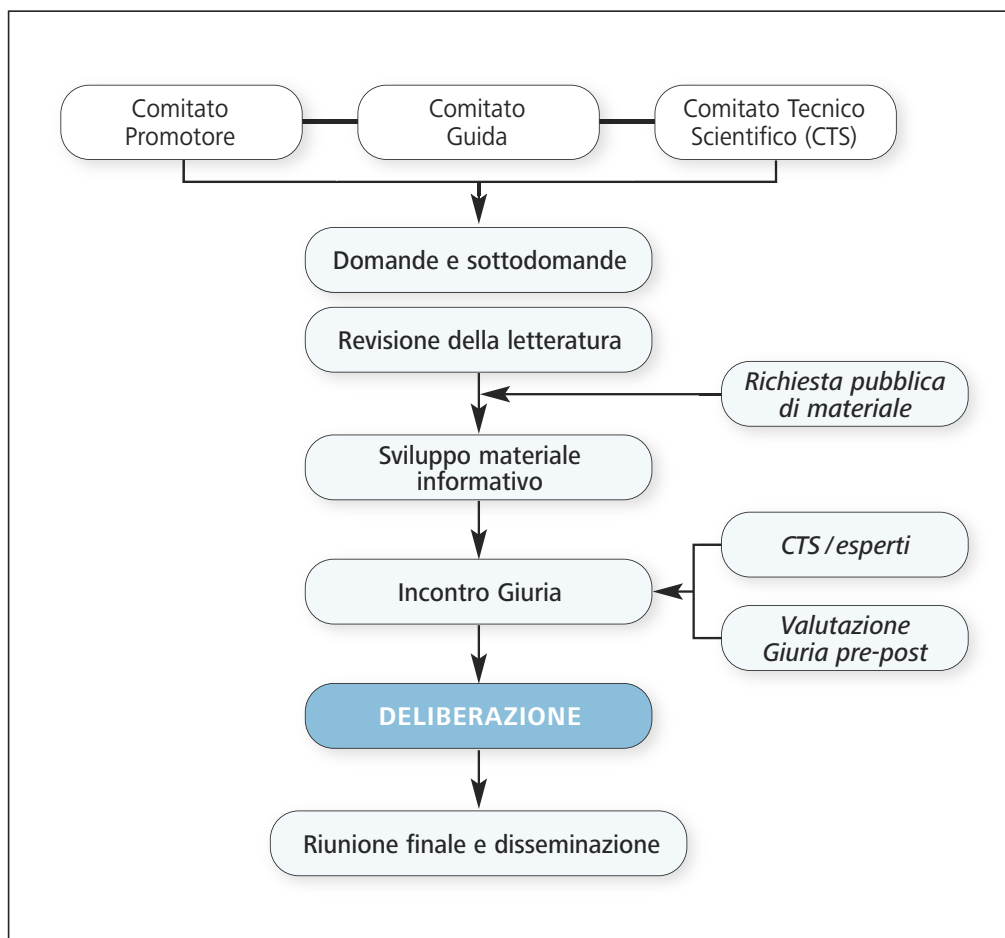 Comitato
Promotore
Comitato
Guida
Comitato Tecnico
Scientifico (CTS)
Domande e sottodomande
Revisione della letteratura
Richiesta pubblica
di materiale
Sviluppo materiale
informativo
CTS/esperti
Incontro Giuria
Valutazione
Giuria pre-post
DELIBERAZIONE
Riunione finale e disseminazione